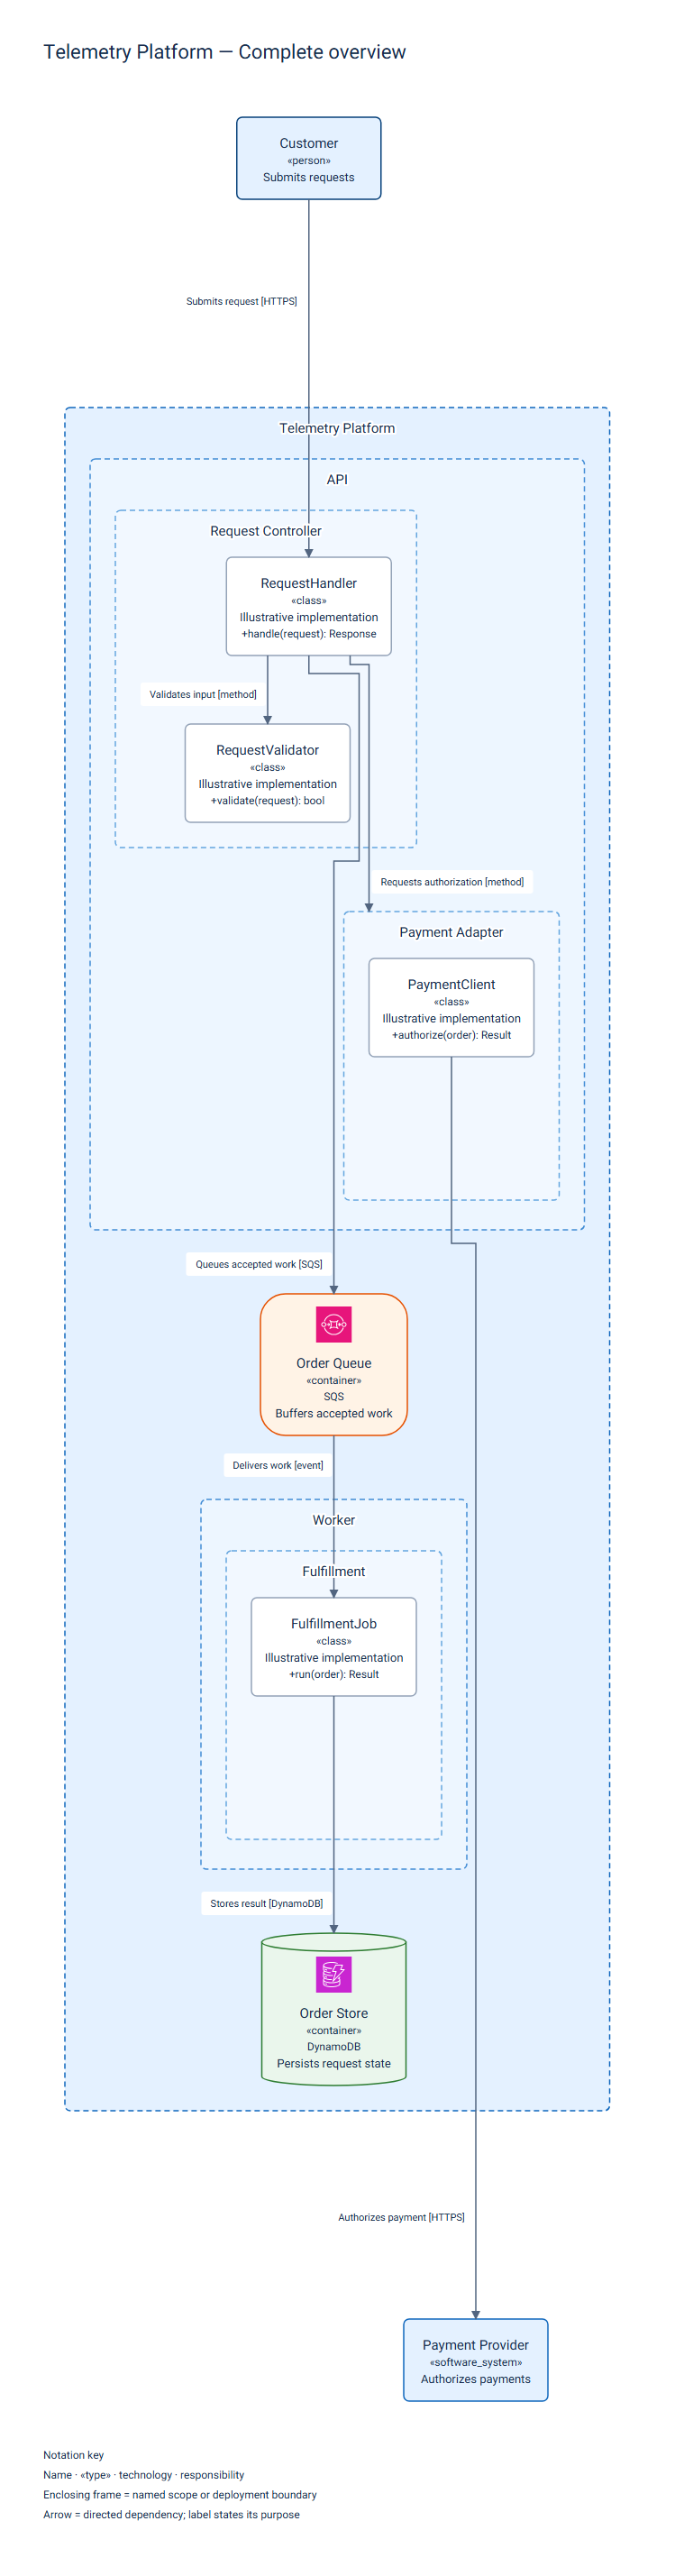 Telemetry Platform — Complete overview
Customer
«person»
Submits requests
Submits request [HTTPS]
Telemetry Platform
API
Request Controller
RequestHandler
«class»
Illustrative implementation
+handle(request): Response
Validates input [method]
RequestValidator
«class»
Illustrative implementation
+validate(request): bool
Requests authorization [method]
Payment Adapter
PaymentClient
«class»
Illustrative implementation
+authorize(order): Result
Queues accepted work [SQS]
Order Queue
«container»
SQS
Buffers accepted work
Delivers work [event]
Worker
Fulfillment
FulfillmentJob
«class»
Illustrative implementation
+run(order): Result
Stores result [DynamoDB]
Order Store
«container»
DynamoDB
Persists request state
Authorizes payment [HTTPS]
Payment Provider
«software_system»
Authorizes payments
Notation key
Name · «type» · technology · responsibility
Enclosing frame = named scope or deployment boundary
Arrow = directed dependency; label states its purpose